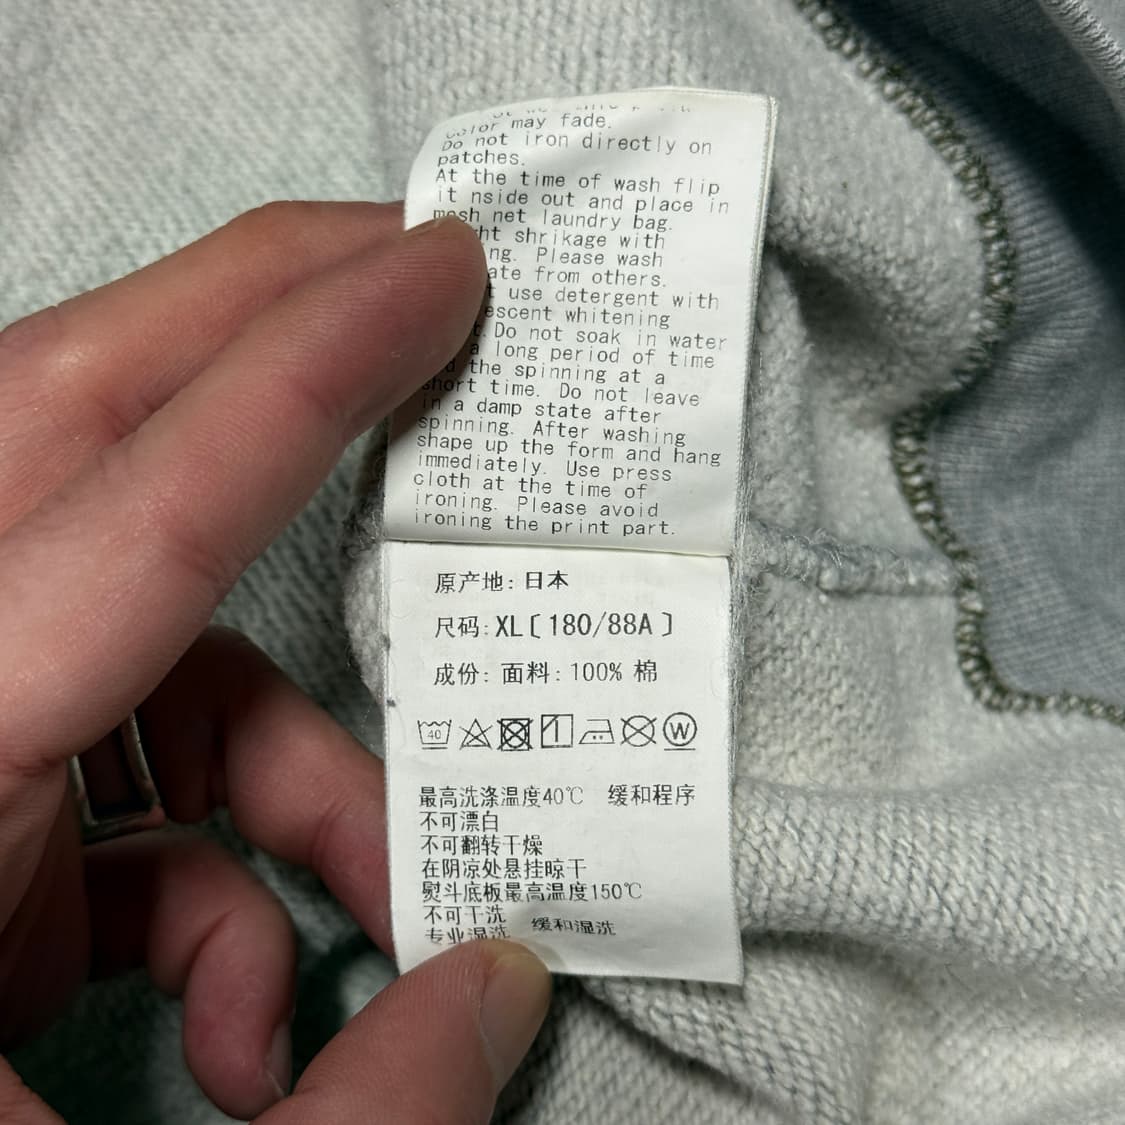 Color may fade.
Do not iron directly on
patches.
At the time of wash flip
it nside out and place in
mesh net laundry bag.
ht shrikage with
ng. Please wash
ate from others.
t use detergent with
escent whitening
t. Do not soak in water
a long period of time
d the spinning at a
short time. Do not leave
in a damp state after
spinning. After washing
shape up the form and hang
immediately. Use press
cloth at the time of
ironing. Please avoid
ironing the print part.
原产地: 日本
尺码: XL〔180/88A〕
成份: 面料: 100% 棉
40 W
最高洗涤温度40℃ 缓和程序
不可漂白
不可翻转干燥
在阴凉处悬挂晾干
熨斗底板最高温度150℃
不可干洗
专业湿洗 缓和湿洗